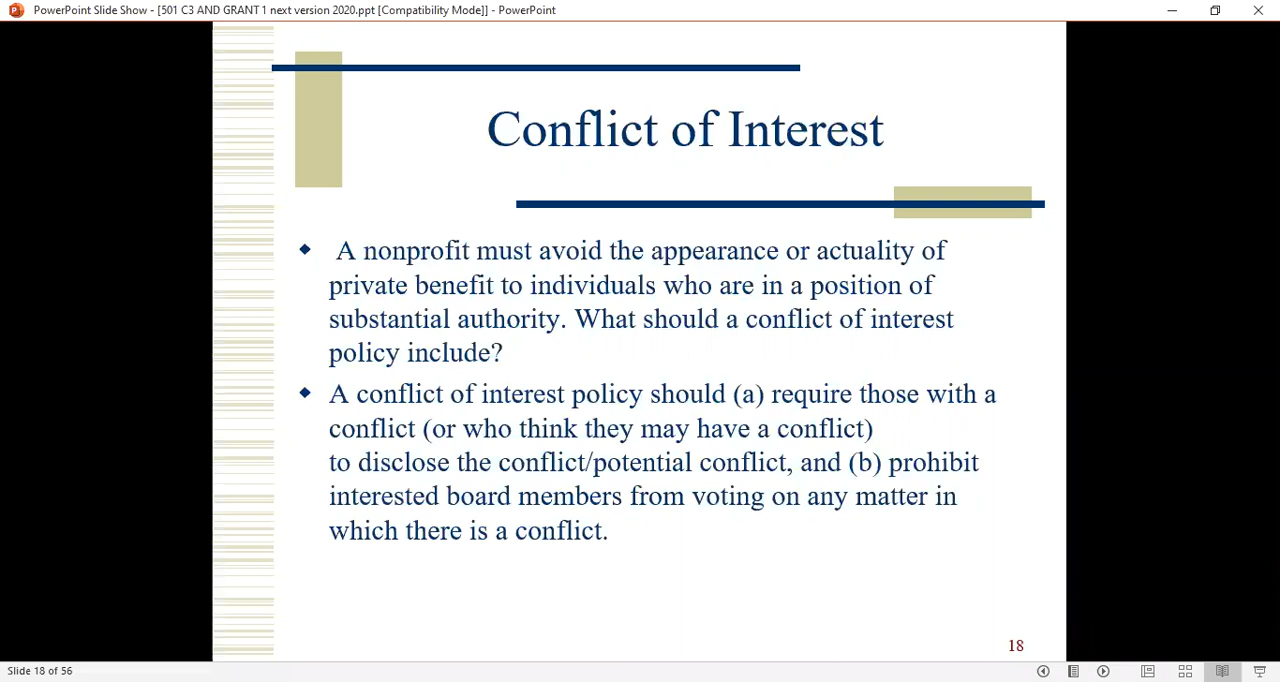 PowerPoint Slide Show - [501 C3 AND GRANT 1 next version 2020.ppt [Compatibility Mode]] - PowerPoint
Conflict of Interest
A nonprofit must avoid the appearance or actuality of
private benefit to individuals who are in a position of
substantial authority. What should a conflict of interest
policy include?
A conflict of interest policy should (a) require those with a
conflict (or who think they may have a conflict)
to disclose the conflict/potential conflict, and (b) prohibit
interested board members from voting on any matter in
which there is a conflict.
18
Slide 18 of 56